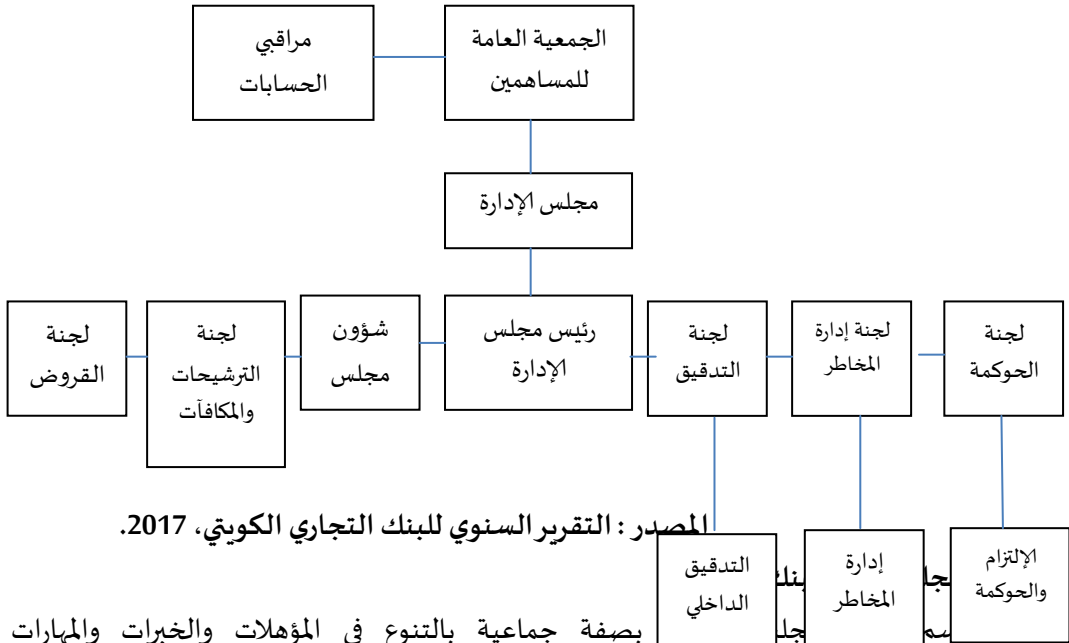 الجمعية العامة
للمساهمين
مراقبي
الحسابات
مجلس الإدارة
لجنة
الحوكمة
لجنة إدارة
المخاطر
لجنة
التدقيق
رئيس مجلس
الإدارة
شؤون
مجلس
لجنة
الترشيحات
والمكافآت
لجنة
القروض
المصدر : التقرير السنوي للبنك التجاري الكويتي، 2017.
الإلتزام
والحوكمة
إدارة
المخاطر
التدقيق
الداخلي
بصفة جماعية بالتنوع في المؤهلات والخبرات والمهارات